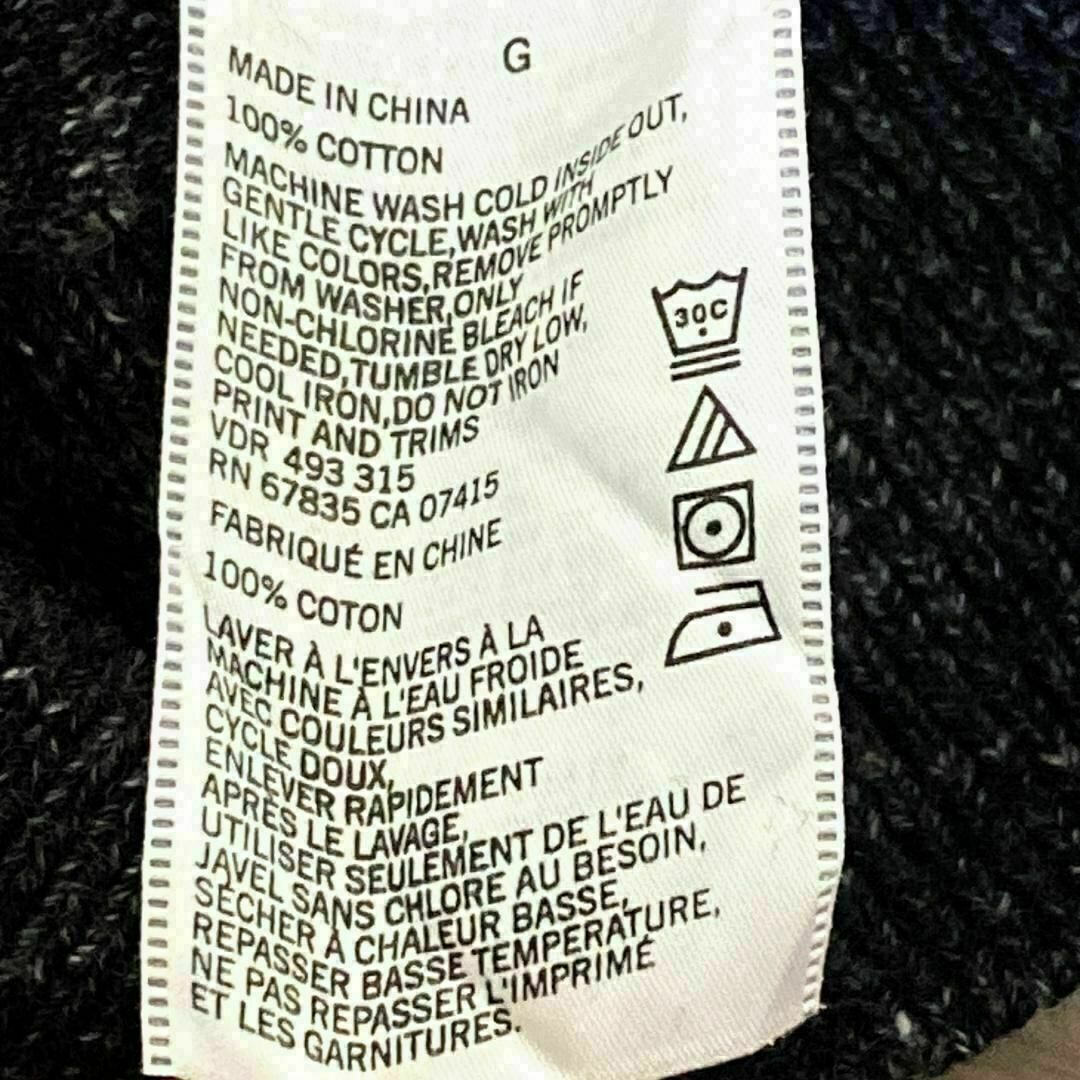 G
MADE IN CHINA
100% COTTON
MACHINE WASH COLD INSIDE OUT,
GENTLE CYCLE,WASH WITH
LIKE COLORS,REMOVE PROMPTLY
FROM WASHER,ONLY
NON-CHLORINE BLEACH IF
NEEDED,TUMBLE DRY LOW,
COOL IRON,DO NOT IRON
PRINT AND TRIMS
VDR 493 315
RN 67835 CA 07415
30C
FABRIQUÉ EN CHINE
100% COTON
LAVER À L'ENVERS À LA
MACHINE À L'EAU FROIDE
AVEC COULEURS SIMILAIRES,
CYCLE DOUX,
ENLEVER RAPIDEMENT
APRÈS LE LAVAGE,
UTILISER SEULEMENT DE L'EAU DE
JAVEL SANS CHLORE AU BESOIN,
SÉCHER À CHALEUR BASSE,
REPASSER BASSE TEMPERATURE,
NE PAS REPASSER L'IMPRIMÉ
ET LES GARNITURES.